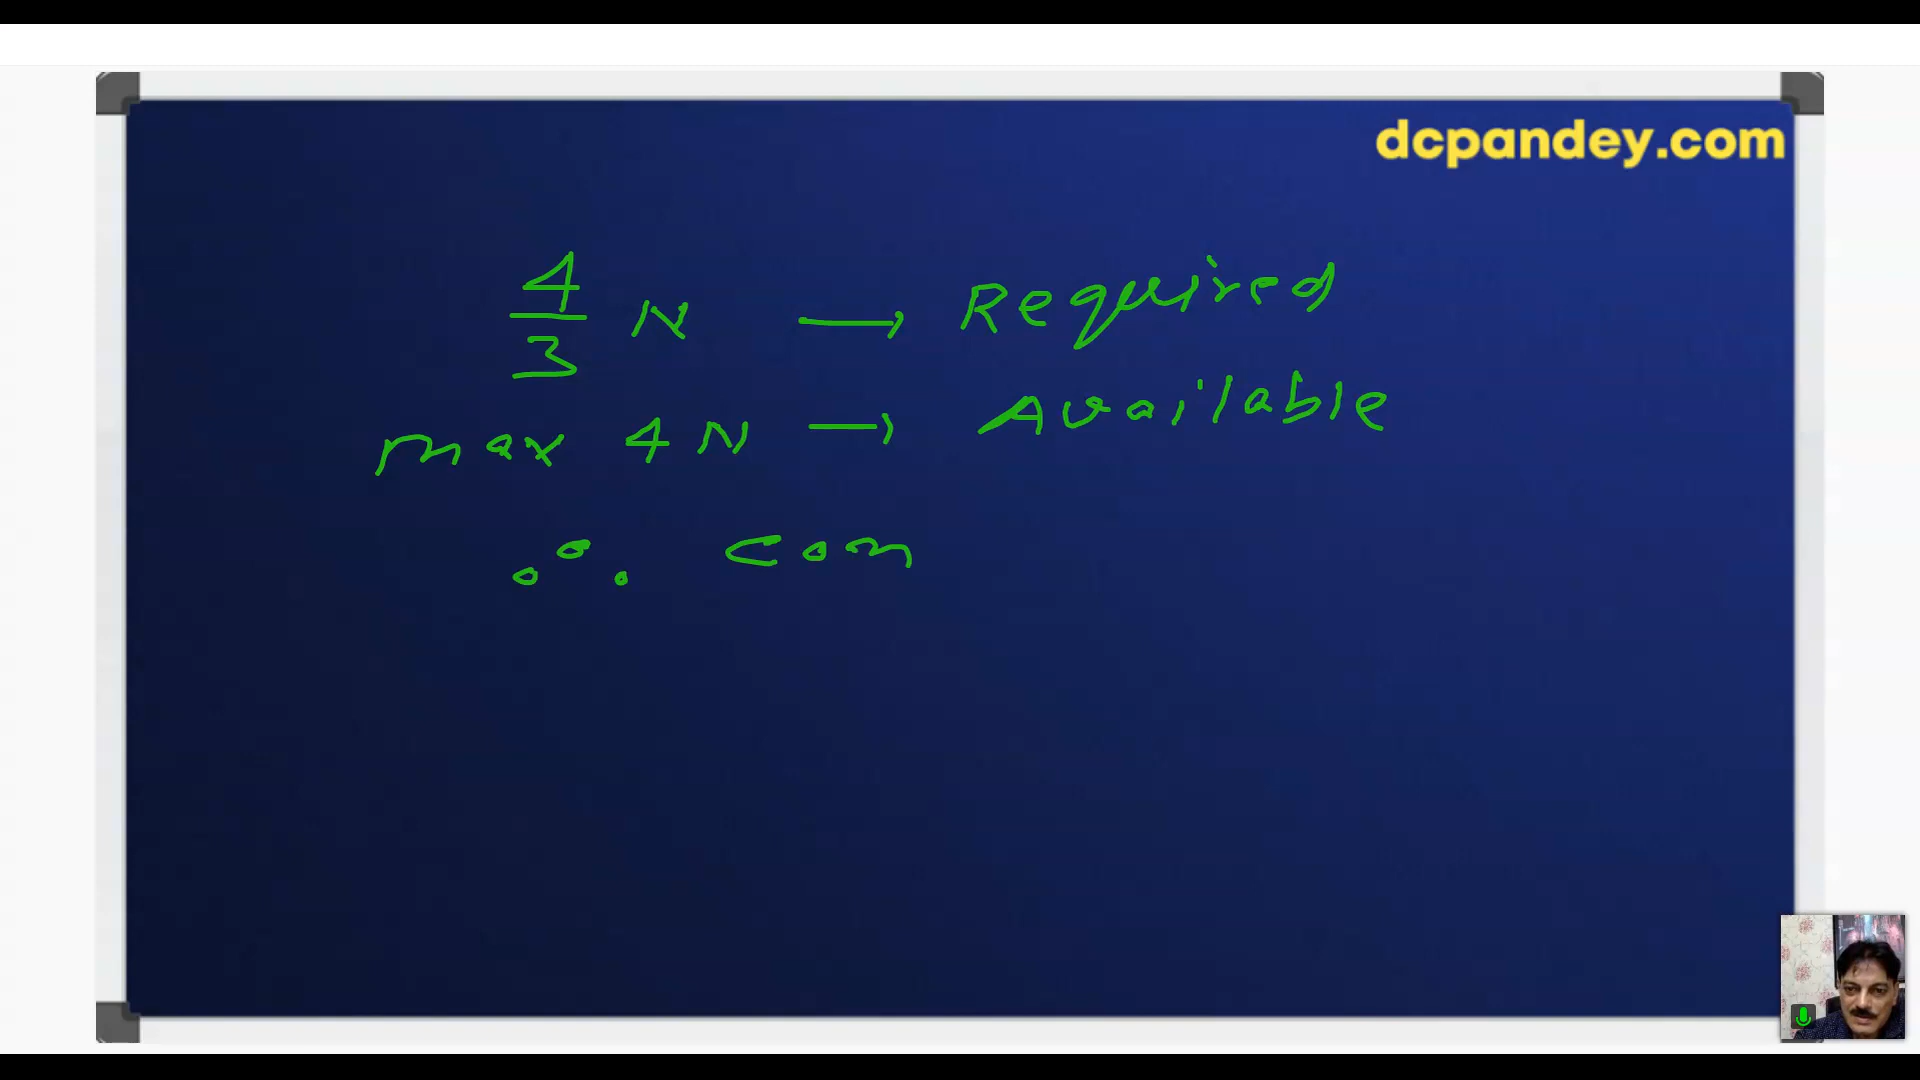 dcpandey.com
4/3 N → Required
max 4 N → Available
∴ com